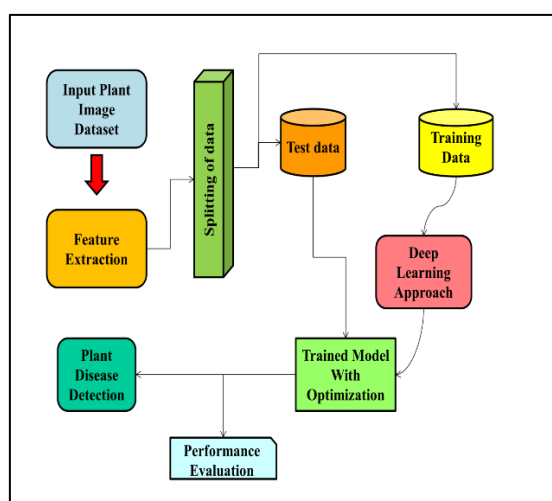 Input Plant
Image
Dataset
Feature
Extraction
Splitting of data
Test data
Training
Data
Deep
Learning
Approach
Trained Model
With
Optimization
Plant
Disease
Detection
Performance
Evaluation